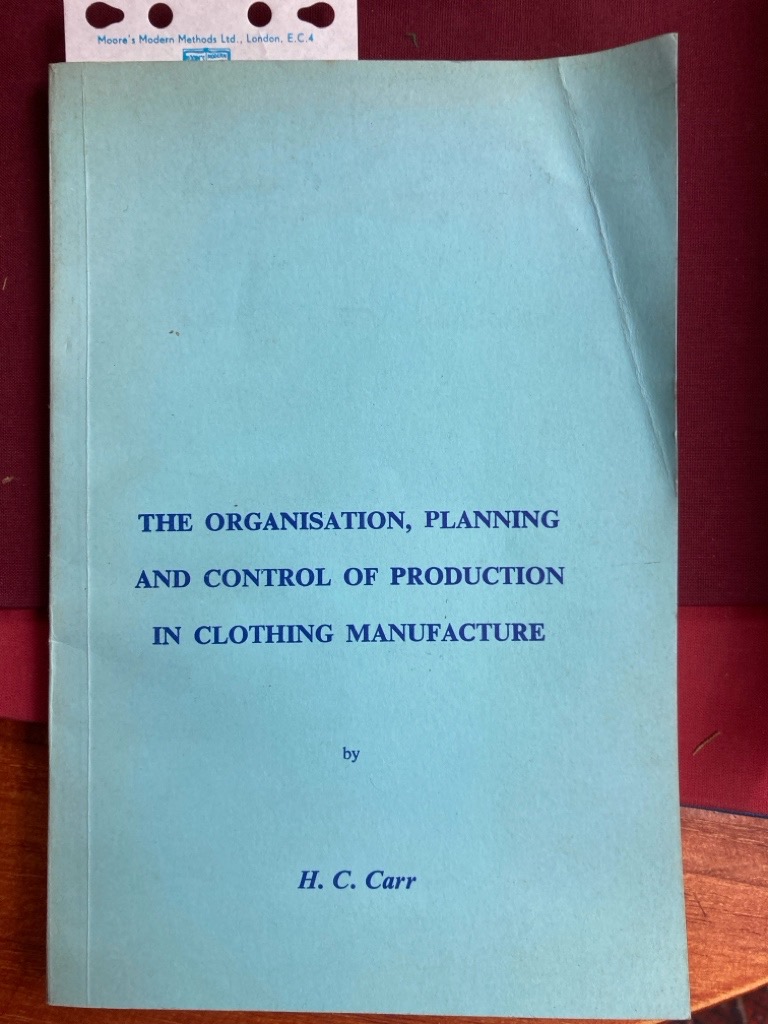 Moore's Modern Methods Ltd., London, E.C.4
THE ORGANISATION, PLANNING
AND CONTROL OF PRODUCTION
IN CLOTHING MANUFACTURE
by
H. C. Carr